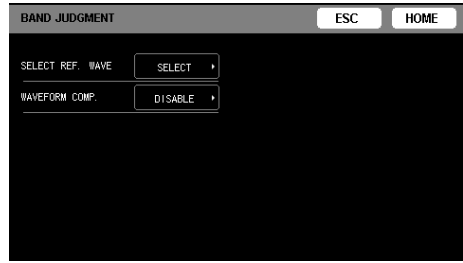 BAND JUDGMENT ESC HOME
SELECT REF. WAVE SELECT
WAVEFORM COMP. DISABLE